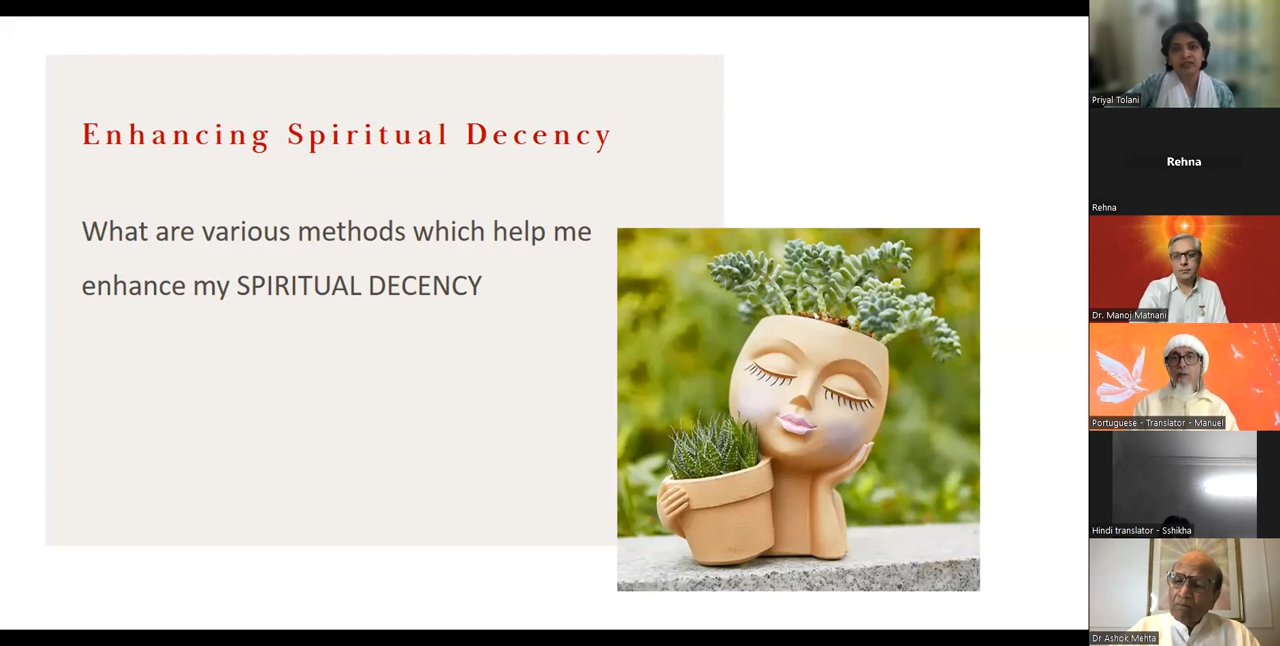 Enhancing Spiritual Decency
What are various methods which help me
enhance my SPIRITUAL DECENCY
Priyal Tolani
Rehna
Rehna
Dr. Manoj Matnani
Portuguese - Translator - Manuel
Hindi translator - Sshikha
Dr Ashok Mehta